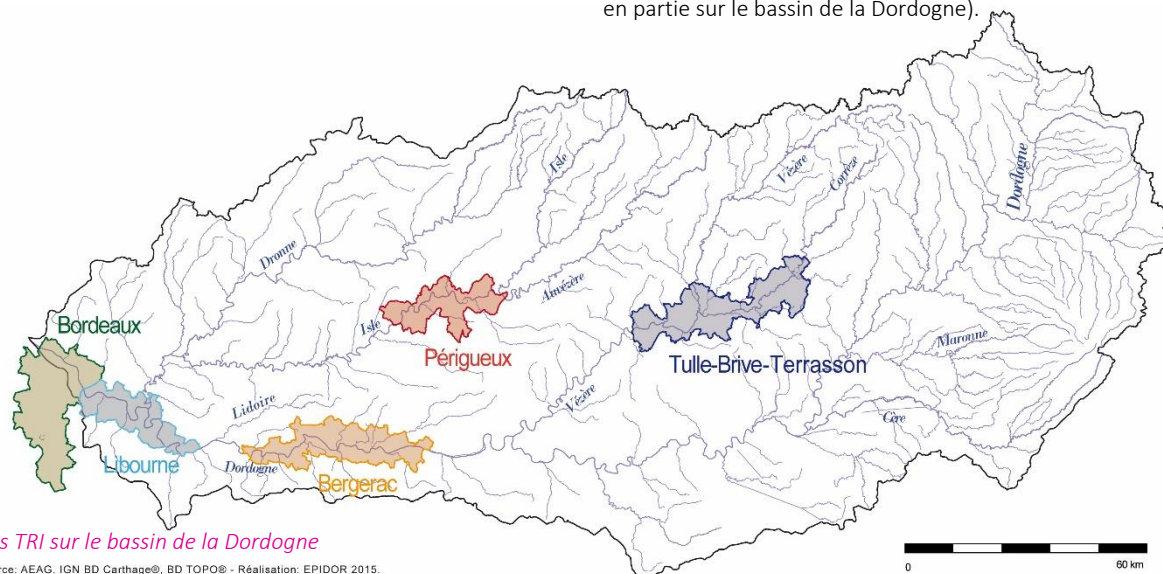 en partie sur le bassin de la Dordogne).
Isle
Vézère
Corrèze
Dordogne
Dronne
Auvézère
Isle
Bordeaux
Périgueux
Maronne
Tulle-Brive-Terrasson
Lidoire
Vézère
Cère
Libourne
Dordogne
Bergerac
s TRI sur le bassin de la Dordogne
rce: AEAG, IGN BD Carthage®, BD TOPO® - Réalisation: EPIDOR 2015.
0 60 km